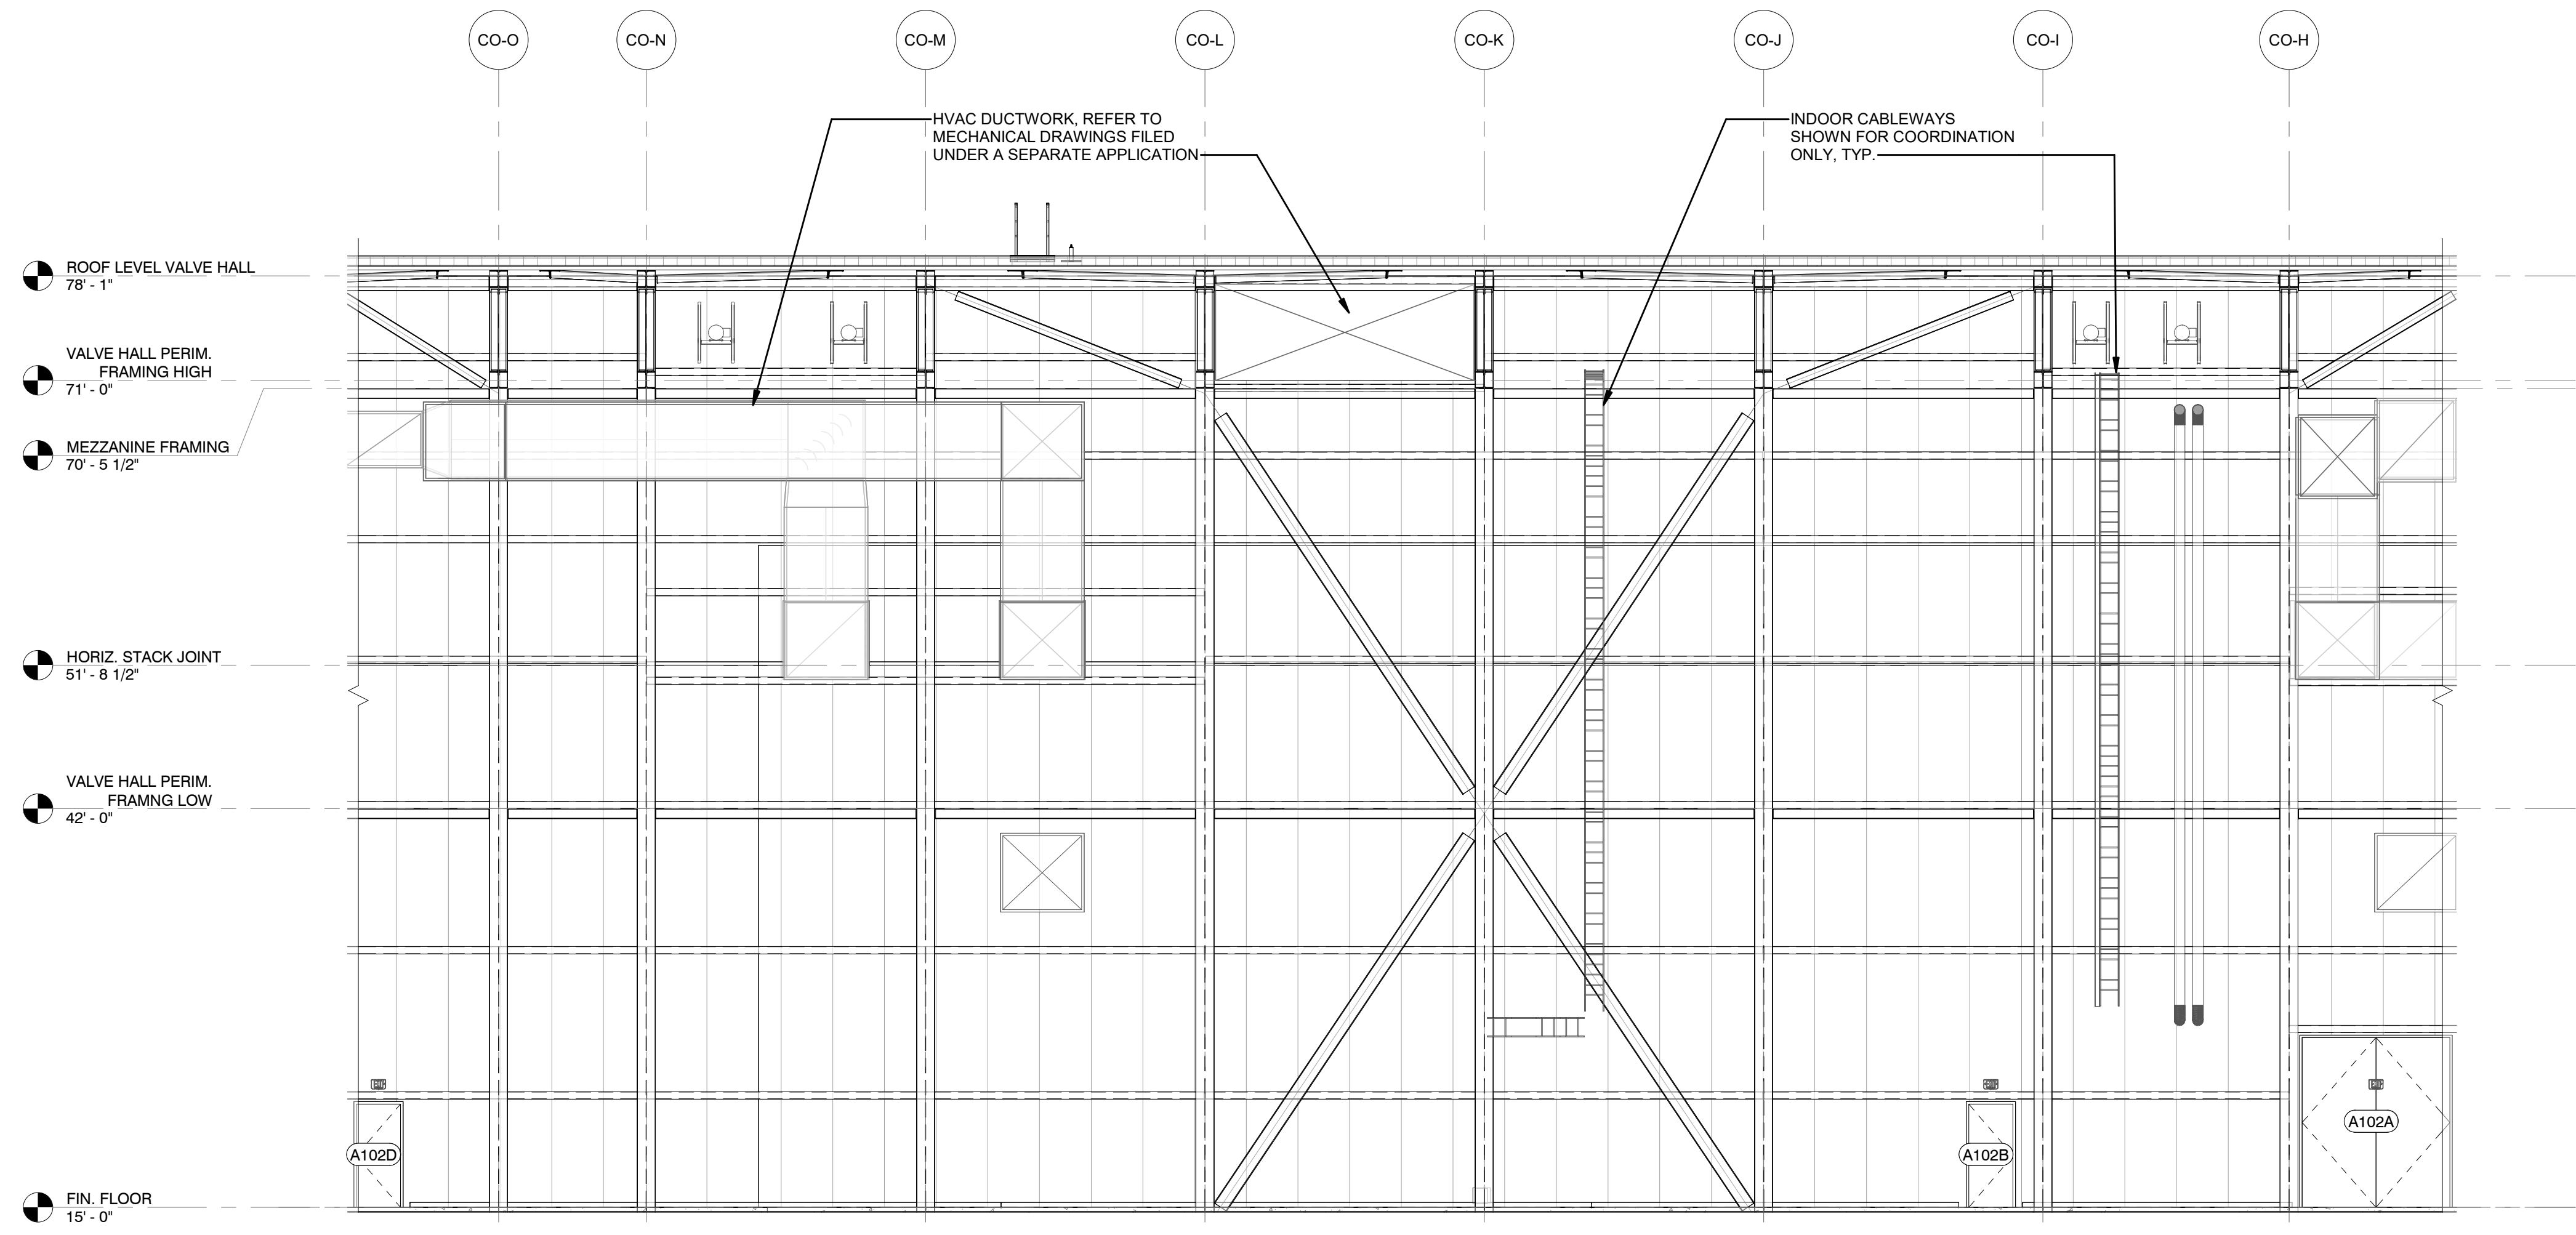 CO-O
CO-N
CO-M
CO-L
CO-K
CO-J
CO-I
CO-H
HVAC DUCTWORK, REFER TO
MECHANICAL DRAWINGS FILED
UNDER A SEPARATE APPLICATION
INDOOR CABLEWAYS
SHOWN FOR COORDINATION
ONLY, TYP.
ROOF LEVEL VALVE HALL
78' - 1"
VALVE HALL PERIM.
FRAMING HIGH
71' - 0"
MEZZANINE FRAMING
70' - 5 1/2"
HORIZ. STACK JOINT
51' - 8 1/2"
VALVE HALL PERIM.
FRAMNG LOW
42' - 0"
A102D
A102B
A102A
FIN. FLOOR
15' - 0"